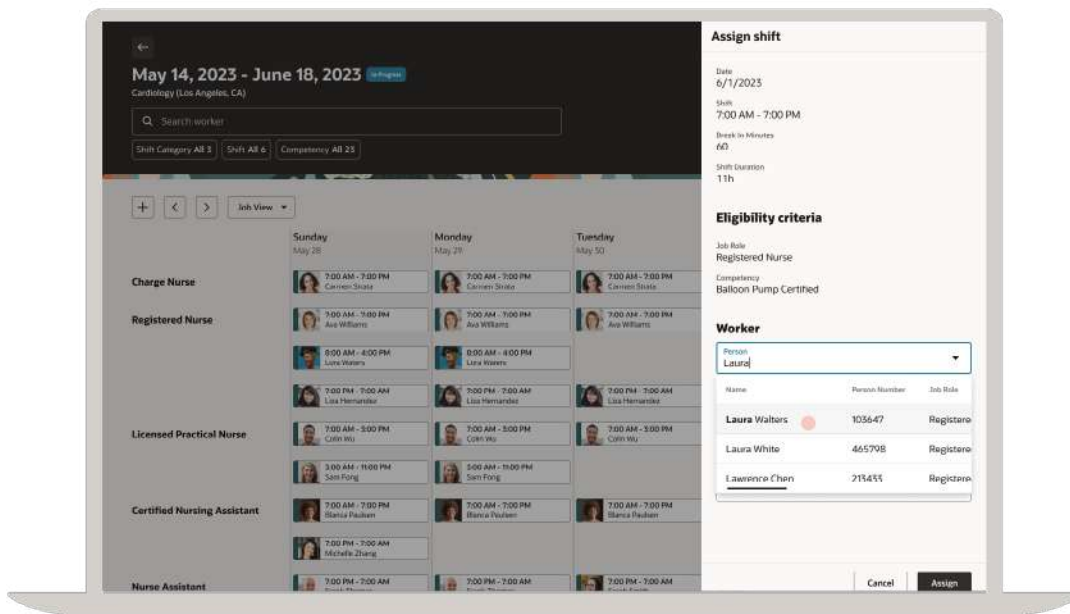 May 14, 2023 - June 18, 2023 In Progress
Cardiology (Los Angeles, CA)
Search worker
Shift Category All 3 Shift All 6 Competency All 23
Job View
Sunday Monday Tuesday
May 28 May 29 May 30
Charge Nurse
7:00 AM - 7:00 PM 7:00 AM - 7:00 PM 7:00 AM - 7:00 PM
Carmen Strata Carmen Strata Carmen Strata
Registered Nurse
7:00 AM - 7:00 PM 7:00 AM - 7:00 PM 7:00 AM - 7:00 PM
Ava Williams Ava Williams Ava Williams
8:00 AM - 4:00 PM 8:00 AM - 4:00 PM
Lora Waters Lora Waters
7:00 PM - 7:00 AM 7:00 PM - 7:00 AM 7:00 PM - 7:00 AM
Lisa Hernandez Lisa Hernandez Lisa Hernandez
Licensed Practical Nurse
7:00 AM - 3:00 PM 7:00 AM - 3:00 PM 7:00 AM - 3:00 PM
Colin Wu Colin Wu Colin Wu
3:00 AM - 11:00 PM 3:00 AM - 11:00 PM
Sam Fong Sam Fong
Certified Nursing Assistant
7:00 AM - 7:00 PM 7:00 AM - 7:00 PM 7:00 AM - 7:00 PM
Blanca Paulsen Blanca Paulsen Blanca Paulsen
7:00 PM - 7:00 AM
Michelle Zhang
Nurse Assistant
7:00 PM - 7:00 AM 7:00 PM - 7:00 AM 7:00 PM - 7:00 AM
Assign shift
Date
6/1/2023
Shift
7:00 AM - 7:00 PM
Break in Minutes
60
Shift Duration
11h
Eligibility criteria
Job Role
Registered Nurse
Competency
Balloon Pump Certified
Worker
Person
Laura
Name Person Number Job Role
Laura Walters 103647 Registere
Laura White 465798 Registere
Lawrence Chen 213433 Registere
Cancel Assign